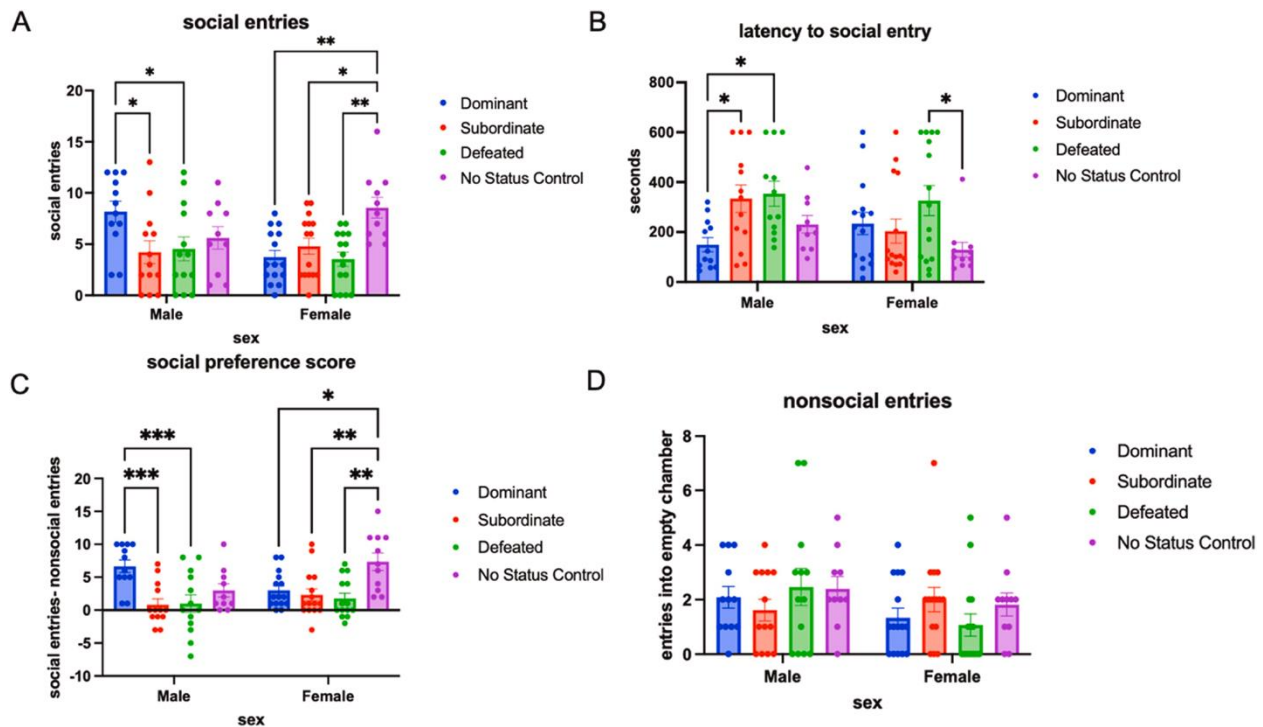 A
social entries
**
*
*
*
**
20
15
10
5
0
social entries
Male
Female
sex
Dominant
Subordinate
Defeated
No Status Control
B
latency to social entry
*
*
*
800
600
400
200
0
seconds
Male
Female
sex
Dominant
Subordinate
Defeated
No Status Control
C
social preference score
*
***
**
***
**
20
15
10
5
0
-5
-10
social entries- nonsocial entries
Male
Female
sex
Dominant
Subordinate
Defeated
No Status Control
D
nonsocial entries
8
6
4
2
0
entries into empty chamber
Male
Female
sex
Dominant
Subordinate
Defeated
No Status Control